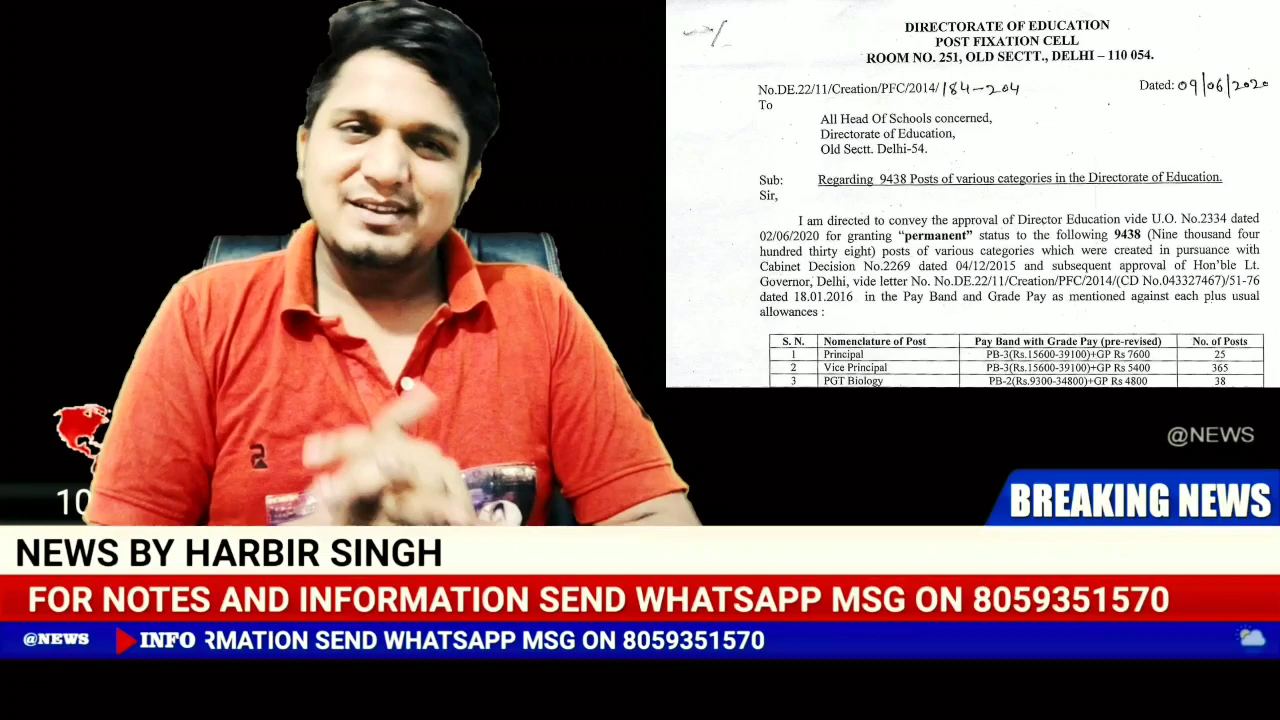 DIRECTORATE OF EDUCATION
POST FIXATION CELL
ROOM NO. 251, OLD SECTT., DELHI – 110 054.
No.DE.22/11/Creation/PFC/2014/184-204 Dated: 09/06/2020
To
All Head Of Schools concerned,
Directorate of Education,
Old Sectt. Delhi-54.
Sub: Regarding 9438 Posts of various categories in the Directorate of Education.
Sir,
I am directed to convey the approval of Director Education vide U.O. No.2334 dated
02/06/2020 for granting “permanent” status to the following 9438 (Nine thousand four
hundred thirty eight) posts of various categories which were created in pursuance with
Cabinet Decision No.2269 dated 04/12/2015 and subsequent approval of Hon’ble Lt.
Governor, Delhi, vide letter No. No.DE.22/11/Creation/PFC/2014/(CD No.043327467)/51-76
dated 18.01.2016 in the Pay Band and Grade Pay as mentioned against each plus usual
allowances :
S. N. Nomenclature of Post Pay Band with Grade Pay (pre-revised) No. of Posts
1 Principal PB-3(Rs.15600-39100)+GP Rs 7600 25
2 Vice Principal PB-3(Rs.15600-39100)+GP Rs 5400 365
3 PGT Biology PB-2(Rs.9300-34800)+GP Rs 4800 38
@NEWS
10
BREAKING NEWS
NEWS BY HARBIR SINGH
FOR NOTES AND INFORMATION SEND WHATSAPP MSG ON 8059351570
@NEWS INFO RMATION SEND WHATSAPP MSG ON 8059351570